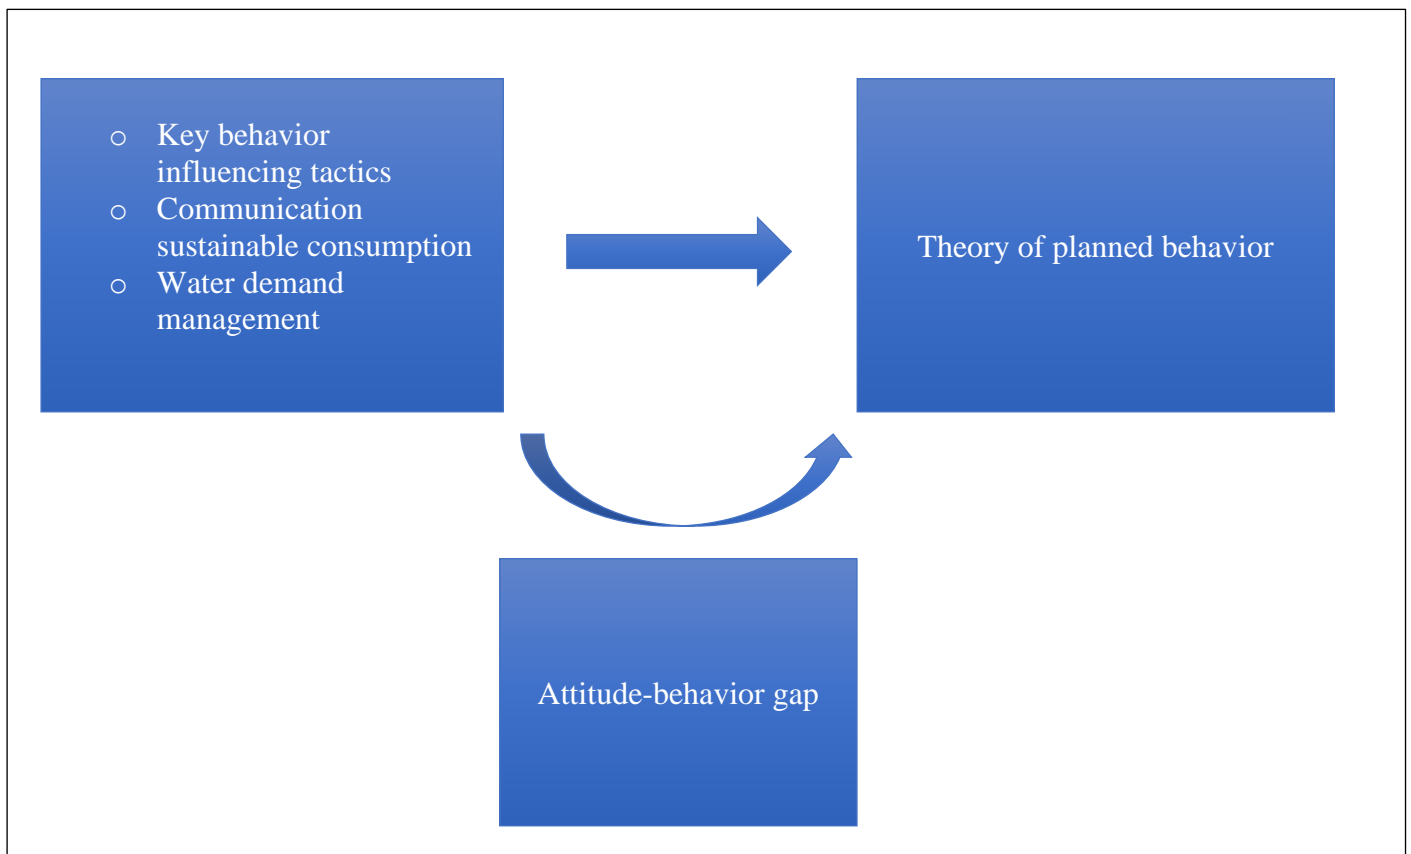 o Key behavior
influencing tactics
o Communication
sustainable consumption
o Water demand
management
Theory of planned behavior
Attitude-behavior gap